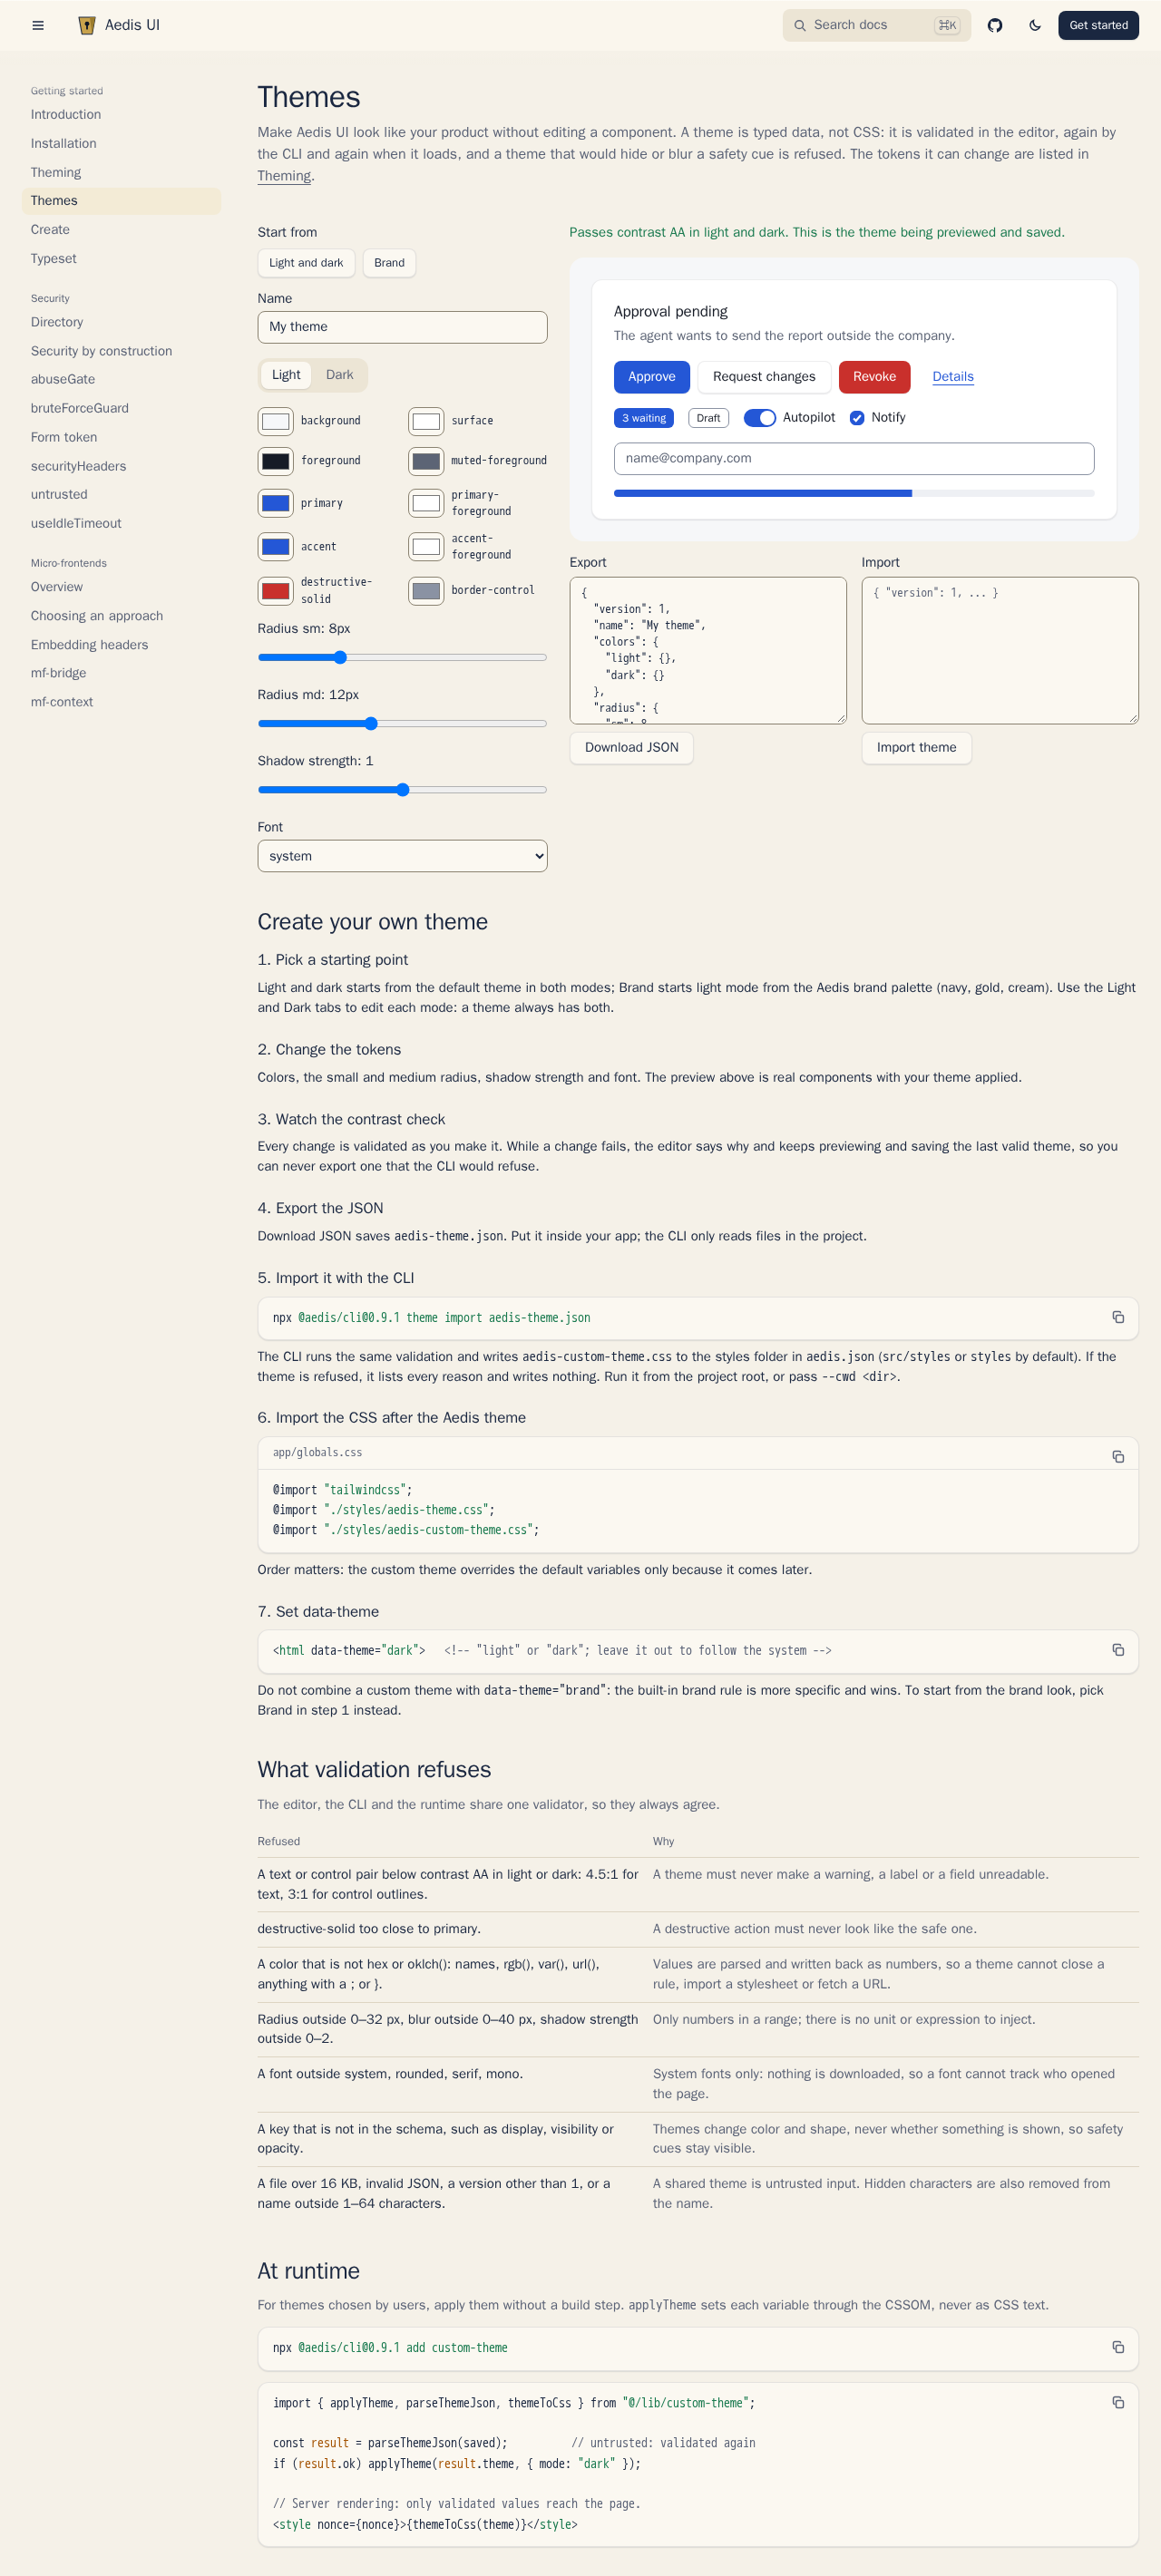 Aedis UI
Search docs
⌘K
Get started
Getting started
Introduction
Installation
Theming
Themes
Create
Typeset
Security
Directory
Security by construction
abuseGate
bruteForceGuard
Form token
securityHeaders
untrusted
useIdleTimeout
Micro-frontends
Overview
Choosing an approach
Embedding headers
mf-bridge
mf-context
Themes
Make Aedis UI look like your product without editing a component. A theme is typed data, not CSS: it is validated in the editor, again by
the CLI and again when it loads, and a theme that would hide or blur a safety cue is refused. The tokens it can change are listed in
Theming.
Start from
Light and dark
Brand
Name
My theme
Light
Dark
background
surface
foreground
muted-foreground
primary
primary-
foreground
accent
accent-
foreground
destructive-
solid
border-control
Radius sm: 8px
Radius md: 12px
Shadow strength: 1
Font
system
Passes contrast AA in light and dark. This is the theme being previewed and saved.
Approval pending
The agent wants to send the report outside the company.
Approve
Request changes
Revoke
Details
3 waiting
Draft
Autopilot
Notify
name@company.com
Export
{
"version": 1,
"name": "My theme",
"colors": {
"light": {},
"dark": {}
},
"radius": {
"sm": 8
Download JSON
Import
{ "version": 1, ... }
Import theme
Create your own theme
1. Pick a starting point
Light and dark starts from the default theme in both modes; Brand starts light mode from the Aedis brand palette (navy, gold, cream). Use the Light
and Dark tabs to edit each mode: a theme always has both.
2. Change the tokens
Colors, the small and medium radius, shadow strength and font. The preview above is real components with your theme applied.
3. Watch the contrast check
Every change is validated as you make it. While a change fails, the editor says why and keeps previewing and saving the last valid theme, so you
can never export one that the CLI would refuse.
4. Export the JSON
Download JSON saves aedis-theme.json. Put it inside your app; the CLI only reads files in the project.
5. Import it with the CLI
npx @aedis/cli@0.9.1 theme import aedis-theme.json
The CLI runs the same validation and writes aedis-custom-theme.css to the styles folder in aedis.json (src/styles or styles by default). If the
theme is refused, it lists every reason and writes nothing. Run it from the project root, or pass --cwd <dir>.
6. Import the CSS after the Aedis theme
app/globals.css
@import "tailwindcss";
@import "./styles/aedis-theme.css";
@import "./styles/aedis-custom-theme.css";
Order matters: the custom theme overrides the default variables only because it comes later.
7. Set data-theme
<html data-theme="dark">   <!-- "light" or "dark"; leave it out to follow the system -->
Do not combine a custom theme with data-theme="brand": the built-in brand rule is more specific and wins. To start from the brand look, pick
Brand in step 1 instead.
What validation refuses
The editor, the CLI and the runtime share one validator, so they always agree.
Refused
Why
A text or control pair below contrast AA in light or dark: 4.5:1 for
text, 3:1 for control outlines.
A theme must never make a warning, a label or a field unreadable.
destructive-solid too close to primary.
A destructive action must never look like the safe one.
A color that is not hex or oklch(): names, rgb(), var(), url(),
anything with a ; or }.
Values are parsed and written back as numbers, so a theme cannot close a
rule, import a stylesheet or fetch a URL.
Radius outside 0–32 px, blur outside 0–40 px, shadow strength
outside 0–2.
Only numbers in a range; there is no unit or expression to inject.
A font outside system, rounded, serif, mono.
System fonts only: nothing is downloaded, so a font cannot track who opened
the page.
A key that is not in the schema, such as display, visibility or
opacity.
Themes change color and shape, never whether something is shown, so safety
cues stay visible.
A file over 16 KB, invalid JSON, a version other than 1, or a
name outside 1–64 characters.
A shared theme is untrusted input. Hidden characters are also removed from
the name.
At runtime
For themes chosen by users, apply them without a build step. applyTheme sets each variable through the CSSOM, never as CSS text.
npx @aedis/cli@0.9.1 add custom-theme
import { applyTheme, parseThemeJson, themeToCss } from "@/lib/custom-theme";
const result = parseThemeJson(saved);          // untrusted: validated again
if (result.ok) applyTheme(result.theme, { mode: "dark" });
// Server rendering: only validated values reach the page.
<style nonce={nonce}>{themeToCss(theme)}</style>